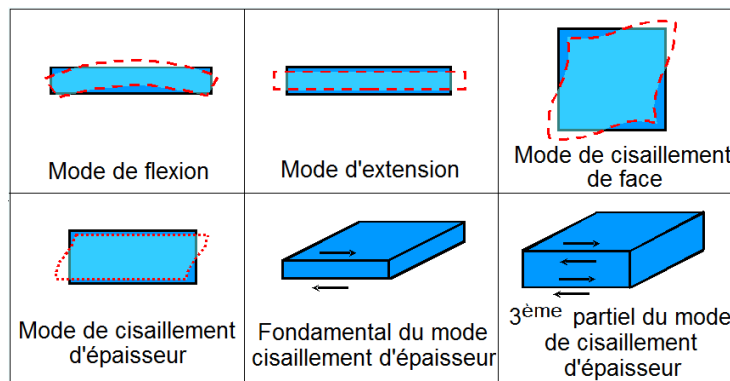 Mode de flexion
Mode d'extension
Mode de cisaillement
de face
Mode de cisaillement
d'épaisseur
Fondamental du mode
cisaillement d'épaisseur
3ème partiel du mode
de cisaillement
d'épaisseur